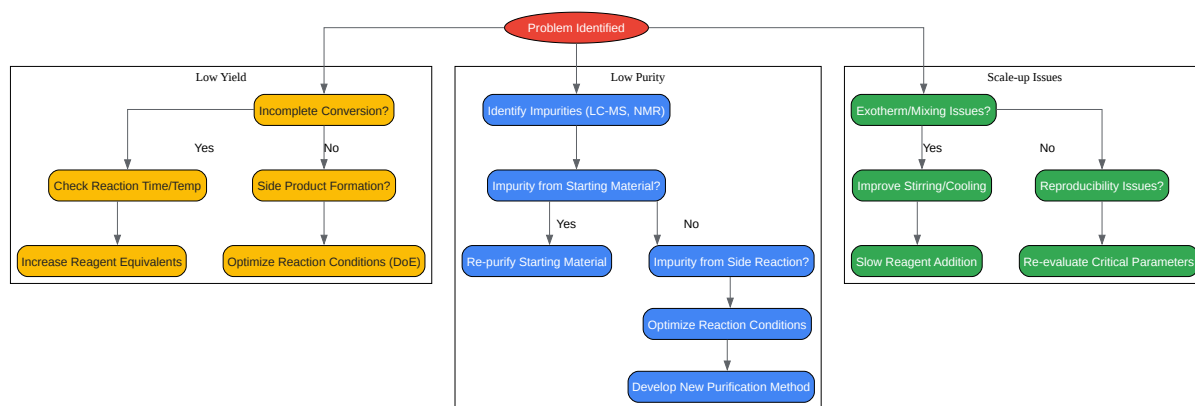 Problem Identified
Low Yield
Incomplete Conversion?
Yes
No
Check Reaction Time/Temp
Side Product Formation?
Increase Reagent Equivalents
Optimize Reaction Conditions (DoE)
Low Purity
Identify Impurities (LC-MS, NMR)
Impurity from Starting Material?
Yes
No
Re-purify Starting Material
Impurity from Side Reaction?
Optimize Reaction Conditions
Develop New Purification Method
Scale-up Issues
Exotherm/Mixing Issues?
Yes
No
Improve Stirring/Cooling
Reproducibility Issues?
Slow Reagent Addition
Re-evaluate Critical Parameters